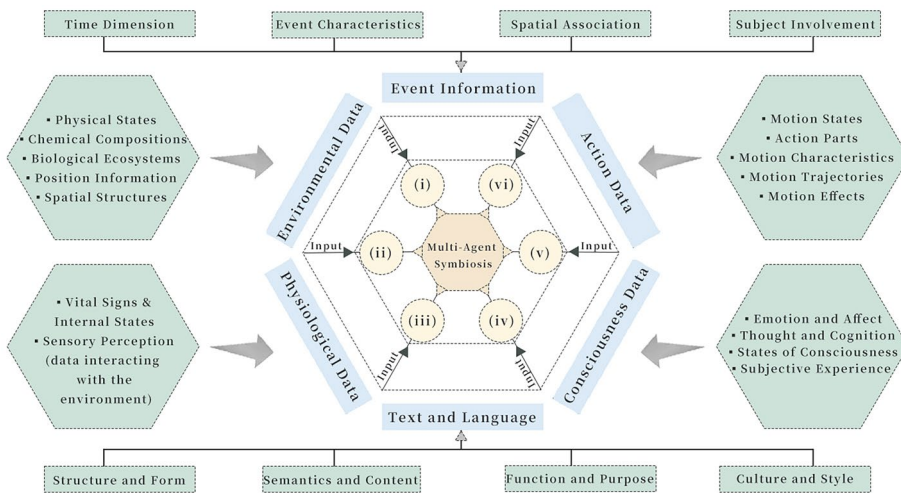 Time Dimension
Event Characteristics
Spatial Association
Subject Involvement
Event Information
▪ Physical States
▪ Chemical Compositions
▪ Biological Ecosystems
▪ Position Information
▪ Spatial Structures
Environmental Data
Action Data
▪ Motion States
▪ Action Parts
▪ Motion Characteristics
▪ Motion Trajectories
▪ Motion Effects
Input
Input
(i)
(vi)
Input
(ii)
Multi-Agent
Symbiosis
(v)
Input
(iii)
(iv)
Input
Input
▪ Vital Signs &
Internal States
▪ Sensory Perception
(data interacting
with the
environment)
Physiological Data
Consciousness Data
▪ Emotion and Affect
▪ Thought and Cognition
▪ States of Consciousness
▪ Subjective Experience
Text and Language
Structure and Form
Semantics and Content
Function and Purpose
Culture and Style